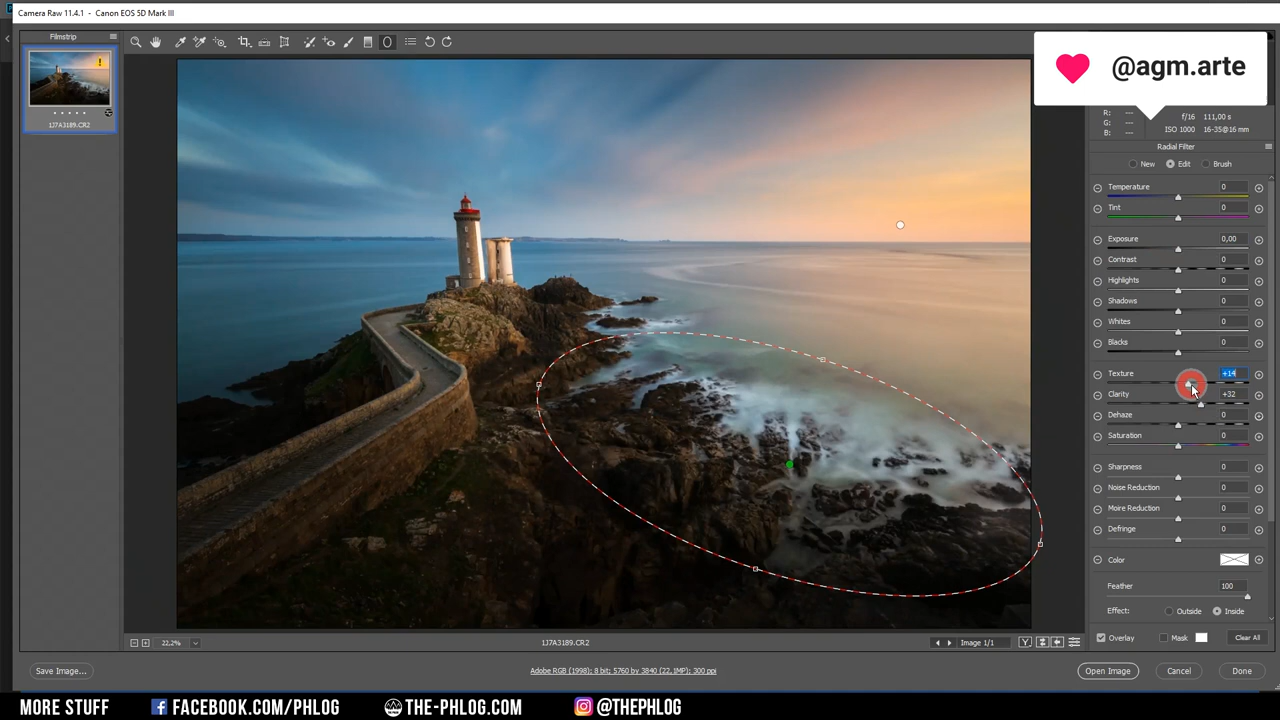 Camera Raw 11.4.1 - Canon EOS 5D Mark III
Filmstrip
1J7A3189.CR2
@agm.arte
R: ---
G: ---
B: ---
f/16 111,00 s
ISO 1000 16-35@16 mm
Radial Filter
New Edit Brush
Temperature 0
Tint 0
Exposure 0,00
Contrast 0
Highlights 0
Shadows 0
Whites 0
Blacks 0
Texture +14
Clarity +32
Dehaze 0
Saturation 0
Sharpness 0
Noise Reduction 0
Moire Reduction 0
Defringe 0
Color
Feather 100
Effect: Outside Inside
Overlay Mask Clear All
22,2%
1J7A3189.CR2
Image 1/1
Y
Save Image...
Adobe RGB (1998); 8 bit; 5760 by 3840 (22,1MP); 300 ppi
Open Image Cancel Done
MORE STUFF FACEBOOK.COM/PHLOG THE-PHLOG.COM @THEPHLOG